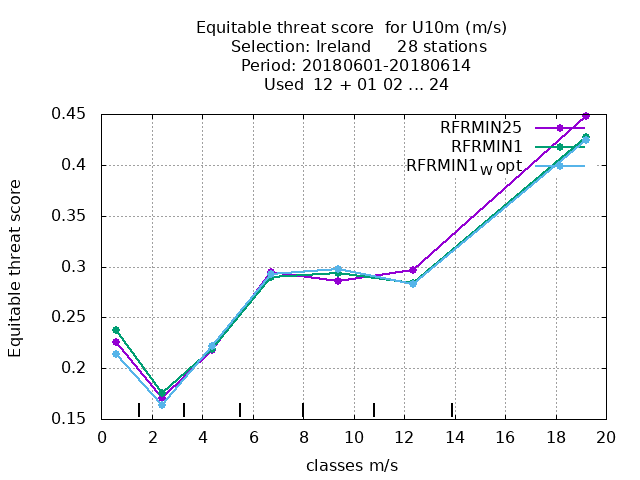 Equitable threat score  for U10m (m/s)
Selection: Ireland     28 stations
Period: 20180601-20180614
Used  12 + 01 02 ... 24
RFRMIN25
RFRMIN1
RFRMIN1W opt
Equitable threat score
0.45
0.4
0.35
0.3
0.25
0.2
0.15
0 2 4 6 8 10 12 14 16 18 20
classes m/s